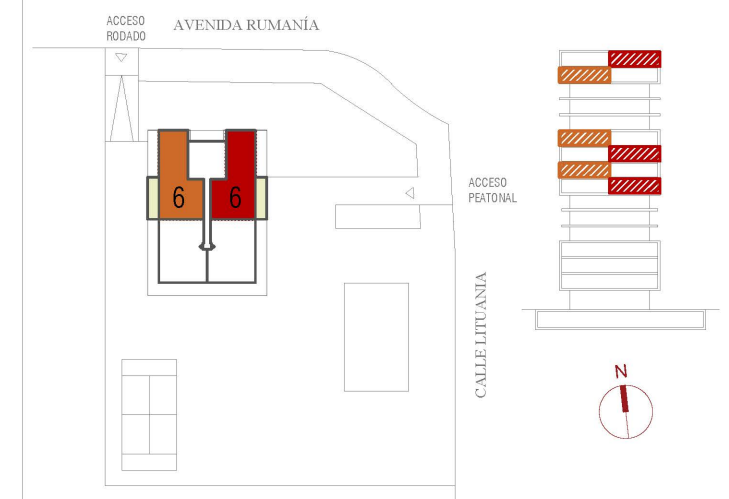 ACCESO
RODADO
AVENIDA RUMANÍA
6
6
ACCESO
PEATONAL
CALLE LITUANIA
N